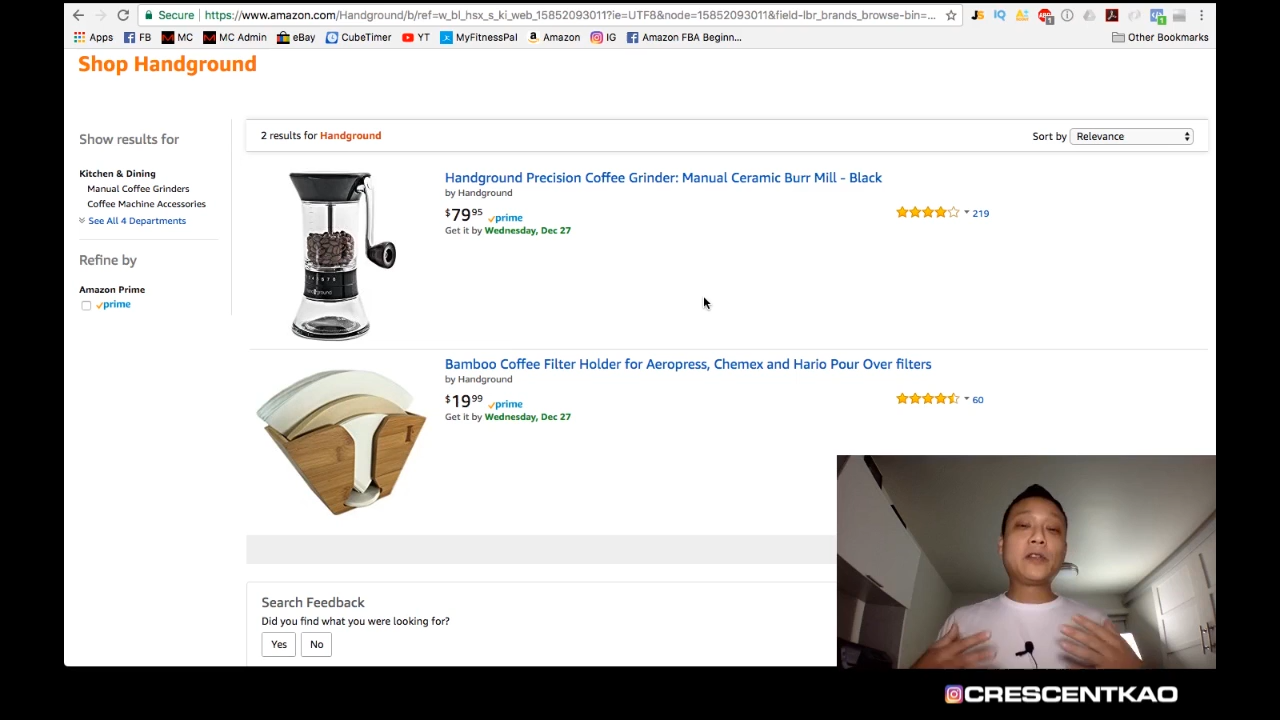 Secure
https://www.amazon.com/Handground/b/ref=w_bl_hsx_s_ki_web_15852093011?ie=UTF8&node=15852093011&field-lbr_brands_browse-bin=...
Apps FB MC MC Admin eBay CubeTimer YT MyFitnessPal Amazon IG Amazon FBA Beginn... Other Bookmarks
Shop Handground
Show results for
Kitchen & Dining
Manual Coffee Grinders
Coffee Machine Accessories
See All 4 Departments
Refine by
Amazon Prime
prime
2 results for Handground
Sort by Relevance
Handground Precision Coffee Grinder: Manual Ceramic Burr Mill - Black
by Handground
$79 95 prime
219
Get it by Wednesday, Dec 27
Bamboo Coffee Filter Holder for Aeropress, Chemex and Hario Pour Over filters
by Handground
$19 99 prime
60
Get it by Wednesday, Dec 27
Search Feedback
Did you find what you were looking for?
Yes No
CRESCENTKAO